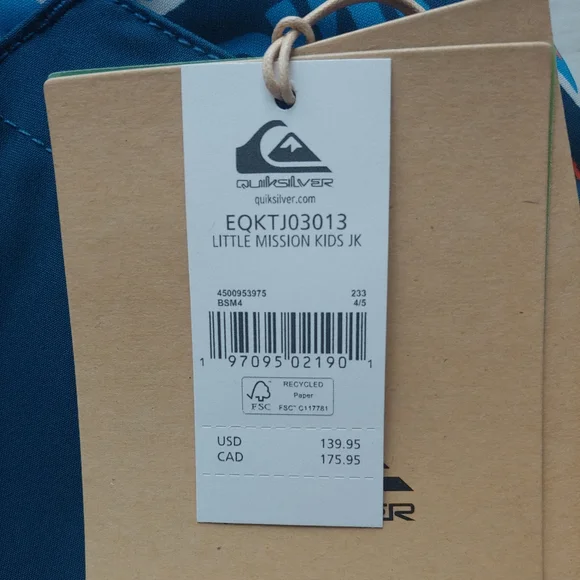 QUIKSILVER
quiksilver.com
EQKTJ03013
LITTLE MISSION KIDS JK
4500953975 233
BSM4 4/5
1 97095 02190 1
RECYCLED
Paper
FSC® C117781
FSC
USD 139.95
CAD 175.95
ER